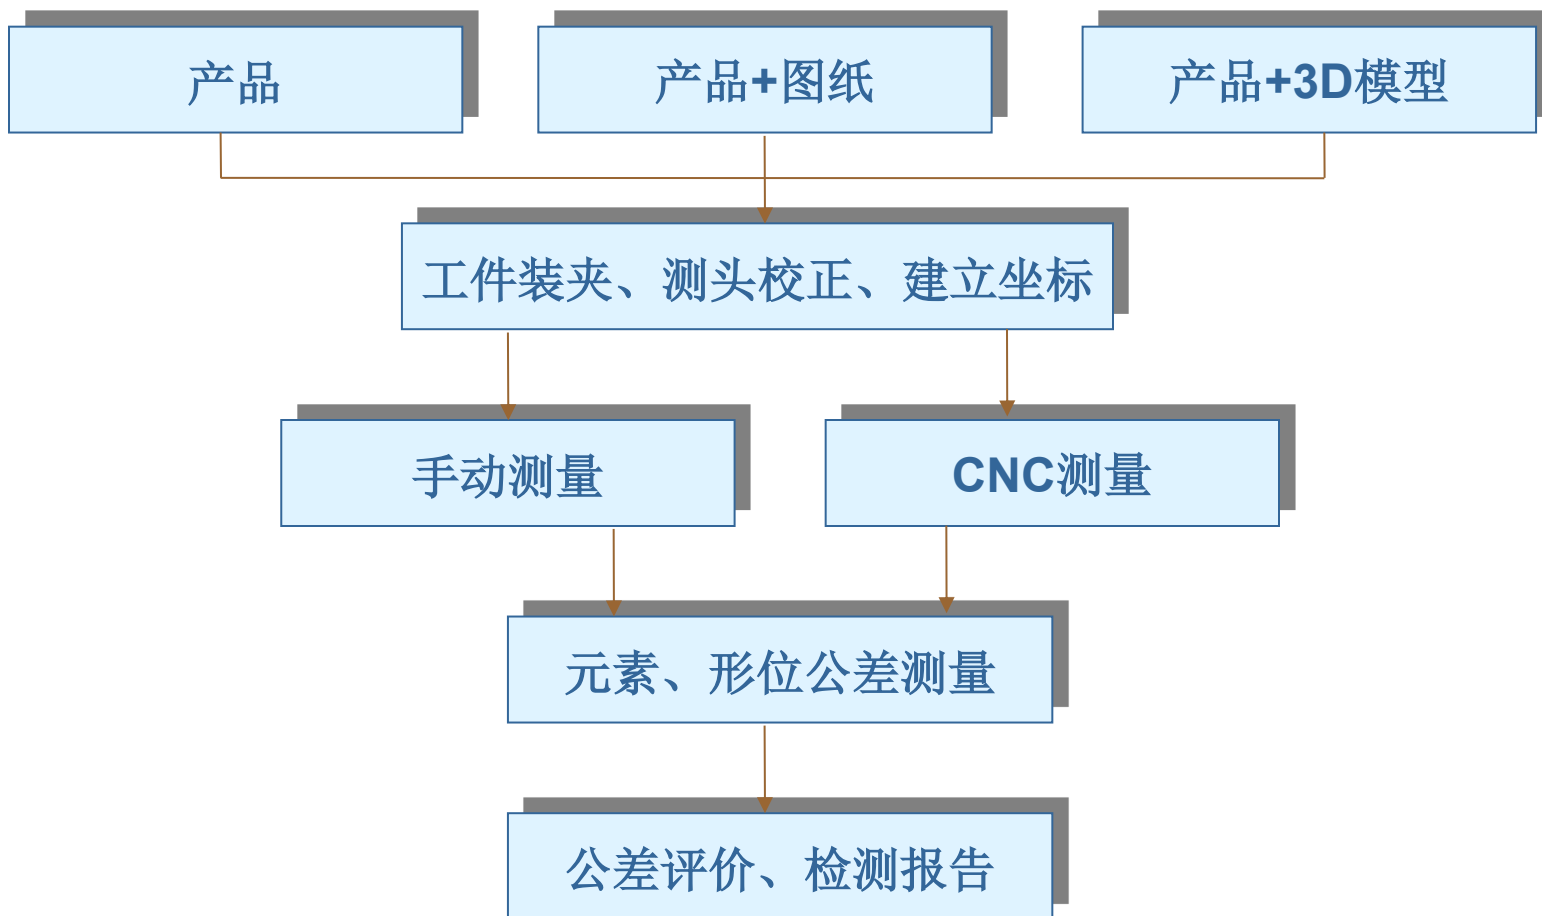 产品
产品+图纸
产品+3D模型
工件装夹、测头校正、建立坐标
手动测量
CNC测量
元素、形位公差测量
公差评价、检测报告